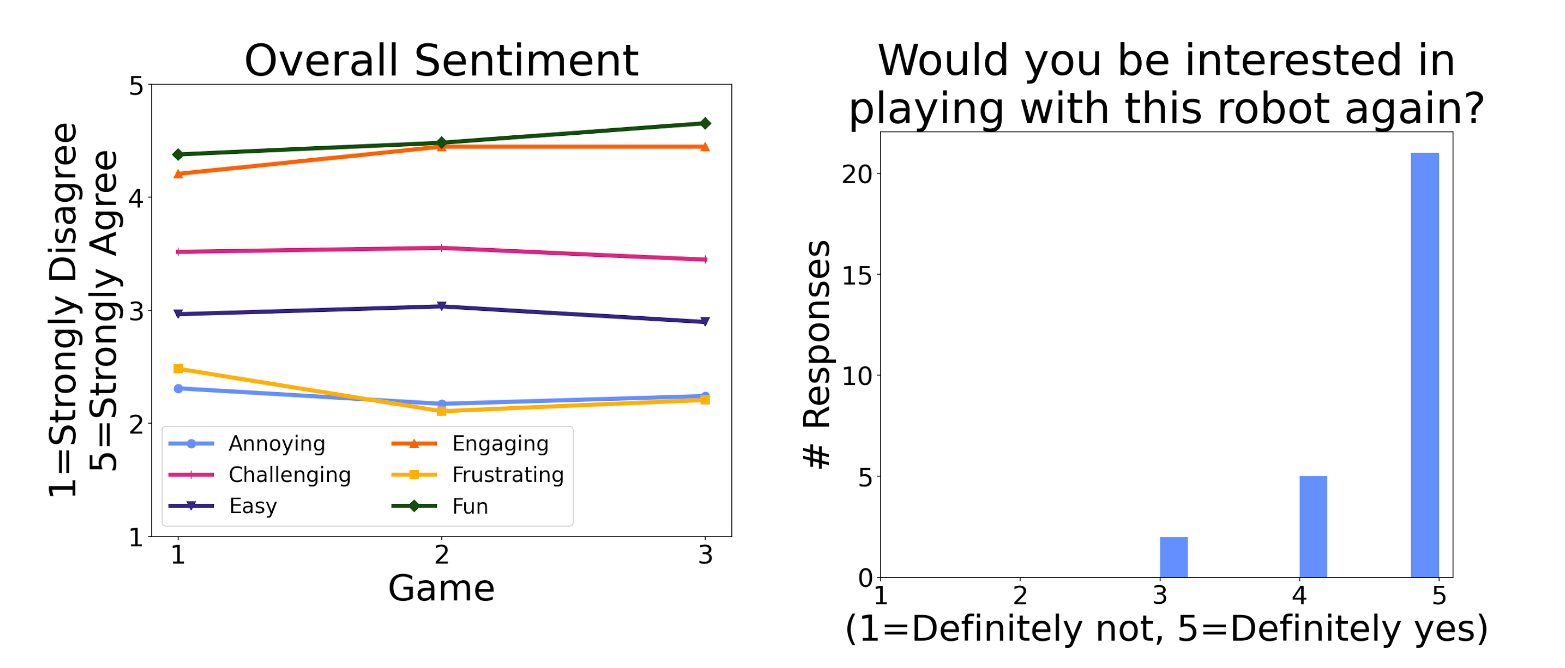 Overall Sentiment
1=Strongly Disagree
5=Strongly Agree
5
4
3
2
1
Annoying
Challenging
Easy
Engaging
Frustrating
Fun
1 2 3
Game
Would you be interested in
playing with this robot again?
# Responses
20
15
10
5
0
1 2 3 4 5
(1=Definitely not, 5=Definitely yes)